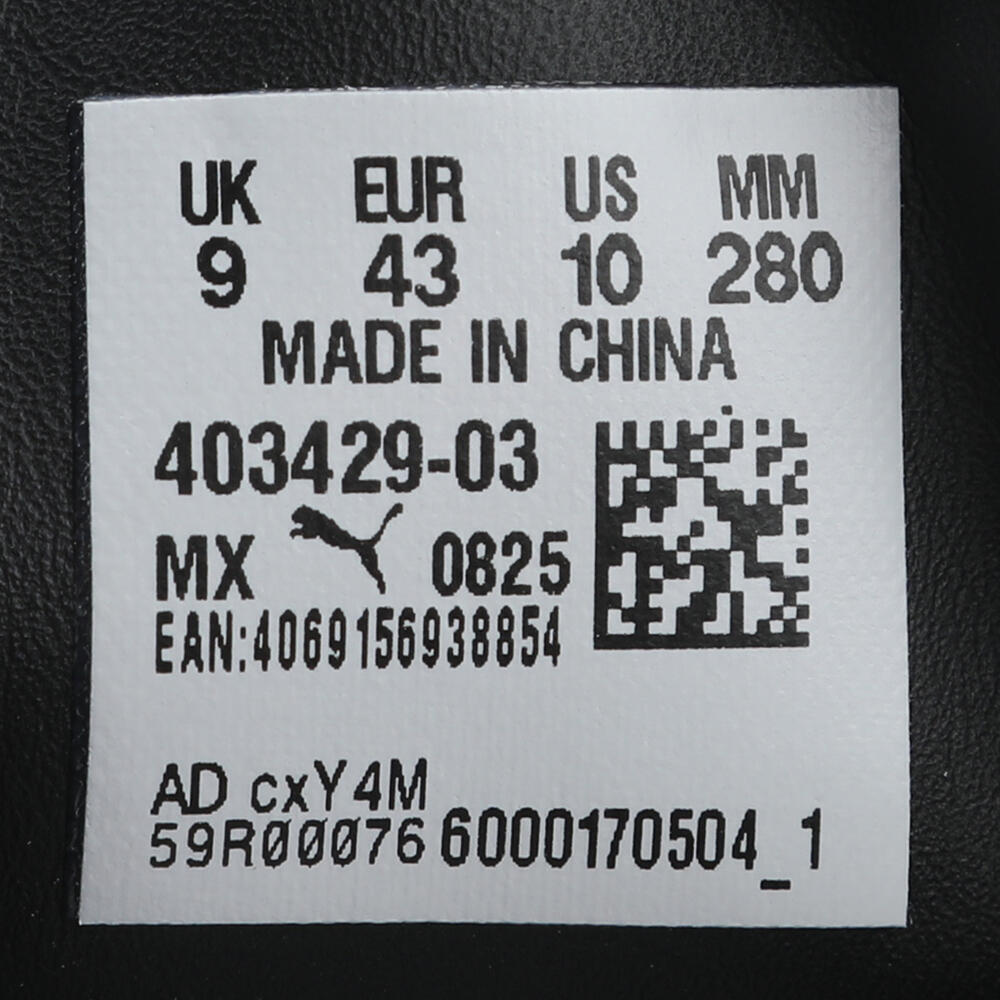 UK EUR US MM
9 43 10 280
MADE IN CHINA
403429-03
MX 0825
EAN:4069156938854
AD cxY4M
59R00076 6000170504_1